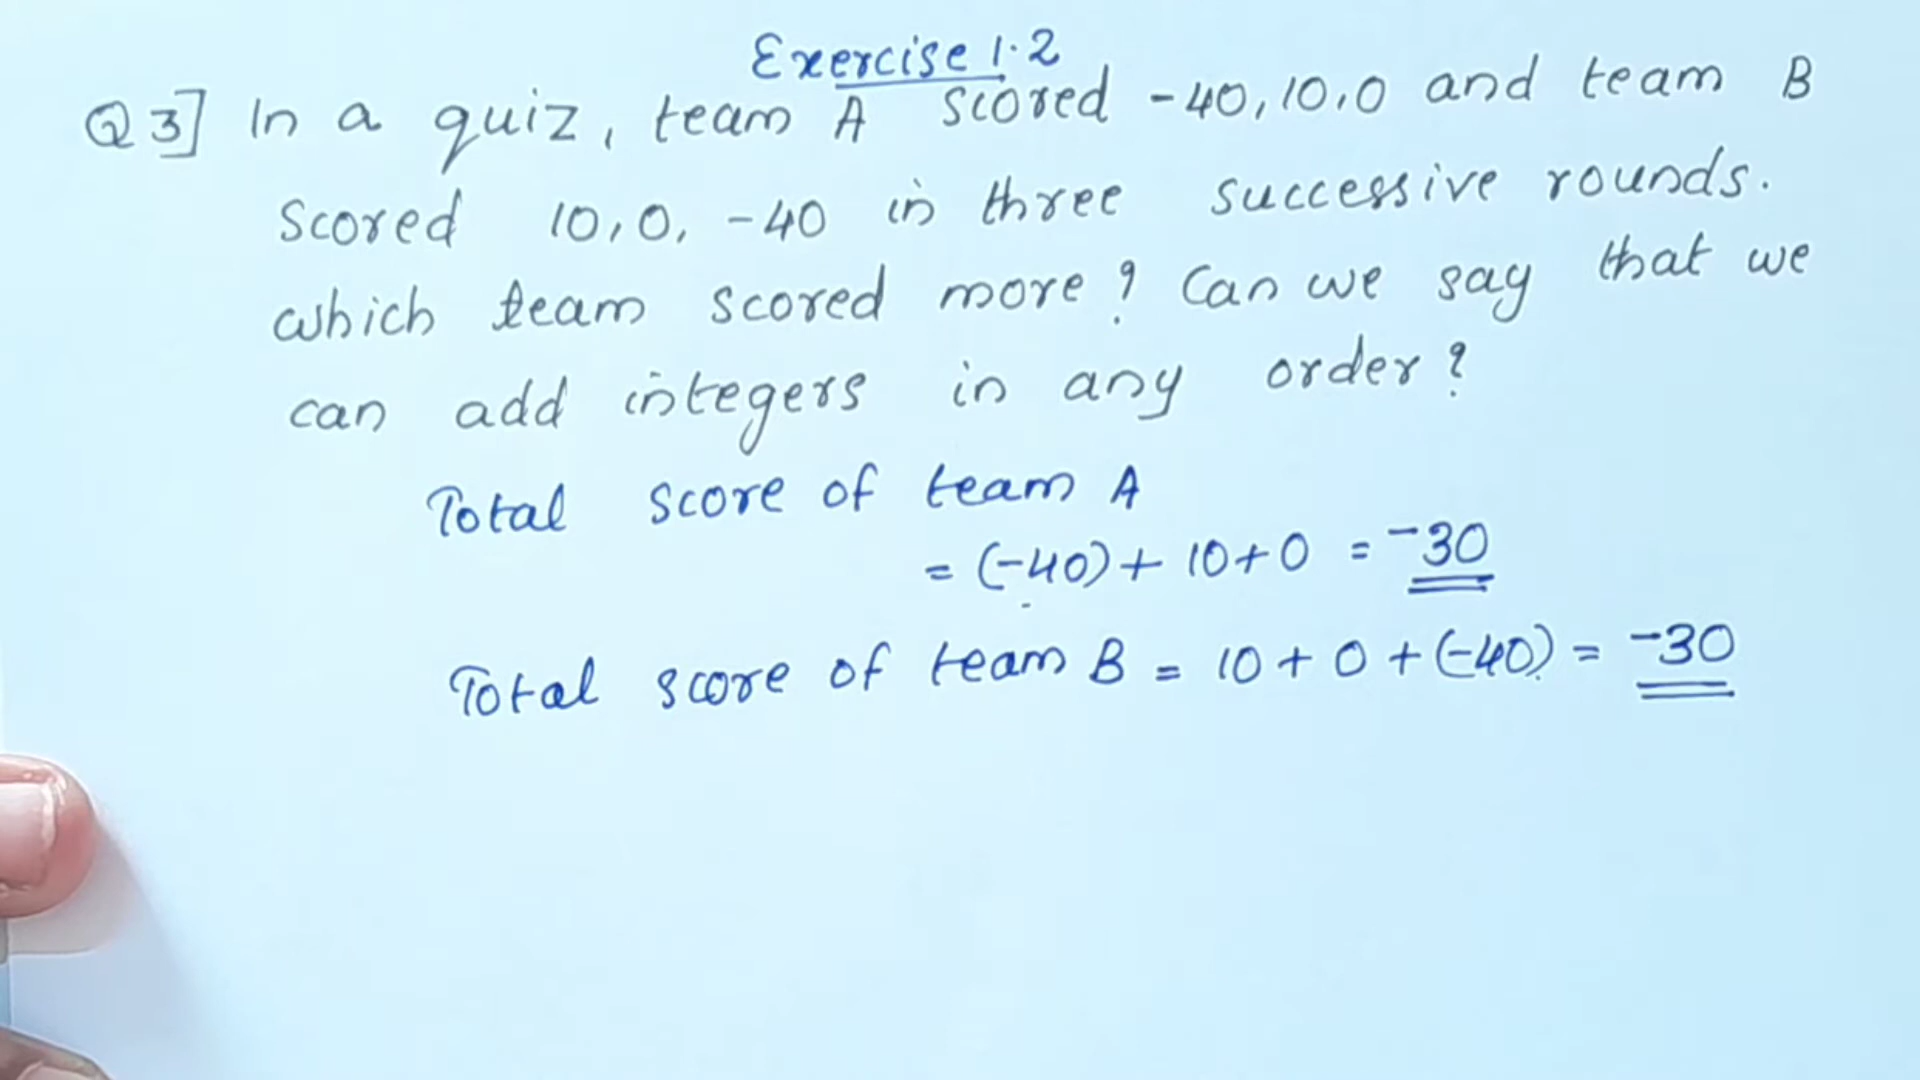 Exercise 1.2
Q3] In a quiz, team A scored -40,10,0 and team B
Scored 10,0, -40 in three successive rounds.
which team scored more? Can we say that we
can add integers in any order?
Total score of team A
= (-40)+ 10+0 = -30
Total score of team B = 10+0+(-40) = -30